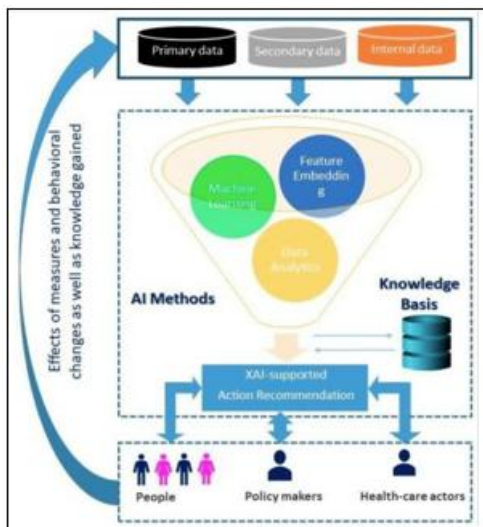 Primary data
Secondary data
Internal data
Effects of measures and behavioral
changes as well as knowledge gained
Machine
Learning
Feature
Embeddin
g
Data
Analytics
AI Methods
Knowledge
Basis
XAI-supported
Action Recommendation
People
Policy makers
Health-care actors